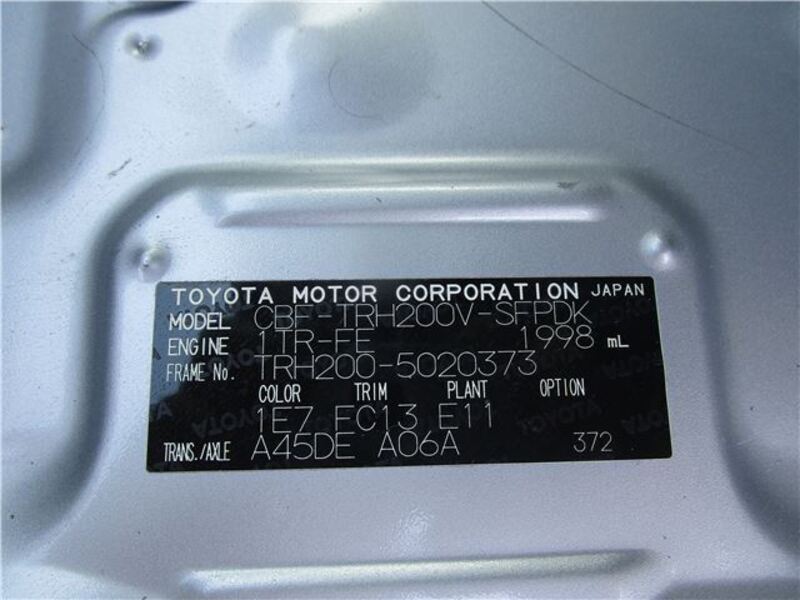 TOYOTA MOTOR CORPORATION JAPAN
MODEL CBF-TRH200V-SFPDK
ENGINE 1TR-FE 1998 mL
FRAME No. TRH200-5020373
COLOR TRIM PLANT OPTION
1E7 FC13 E11
TRANS./AXLE A45DE A06A 372